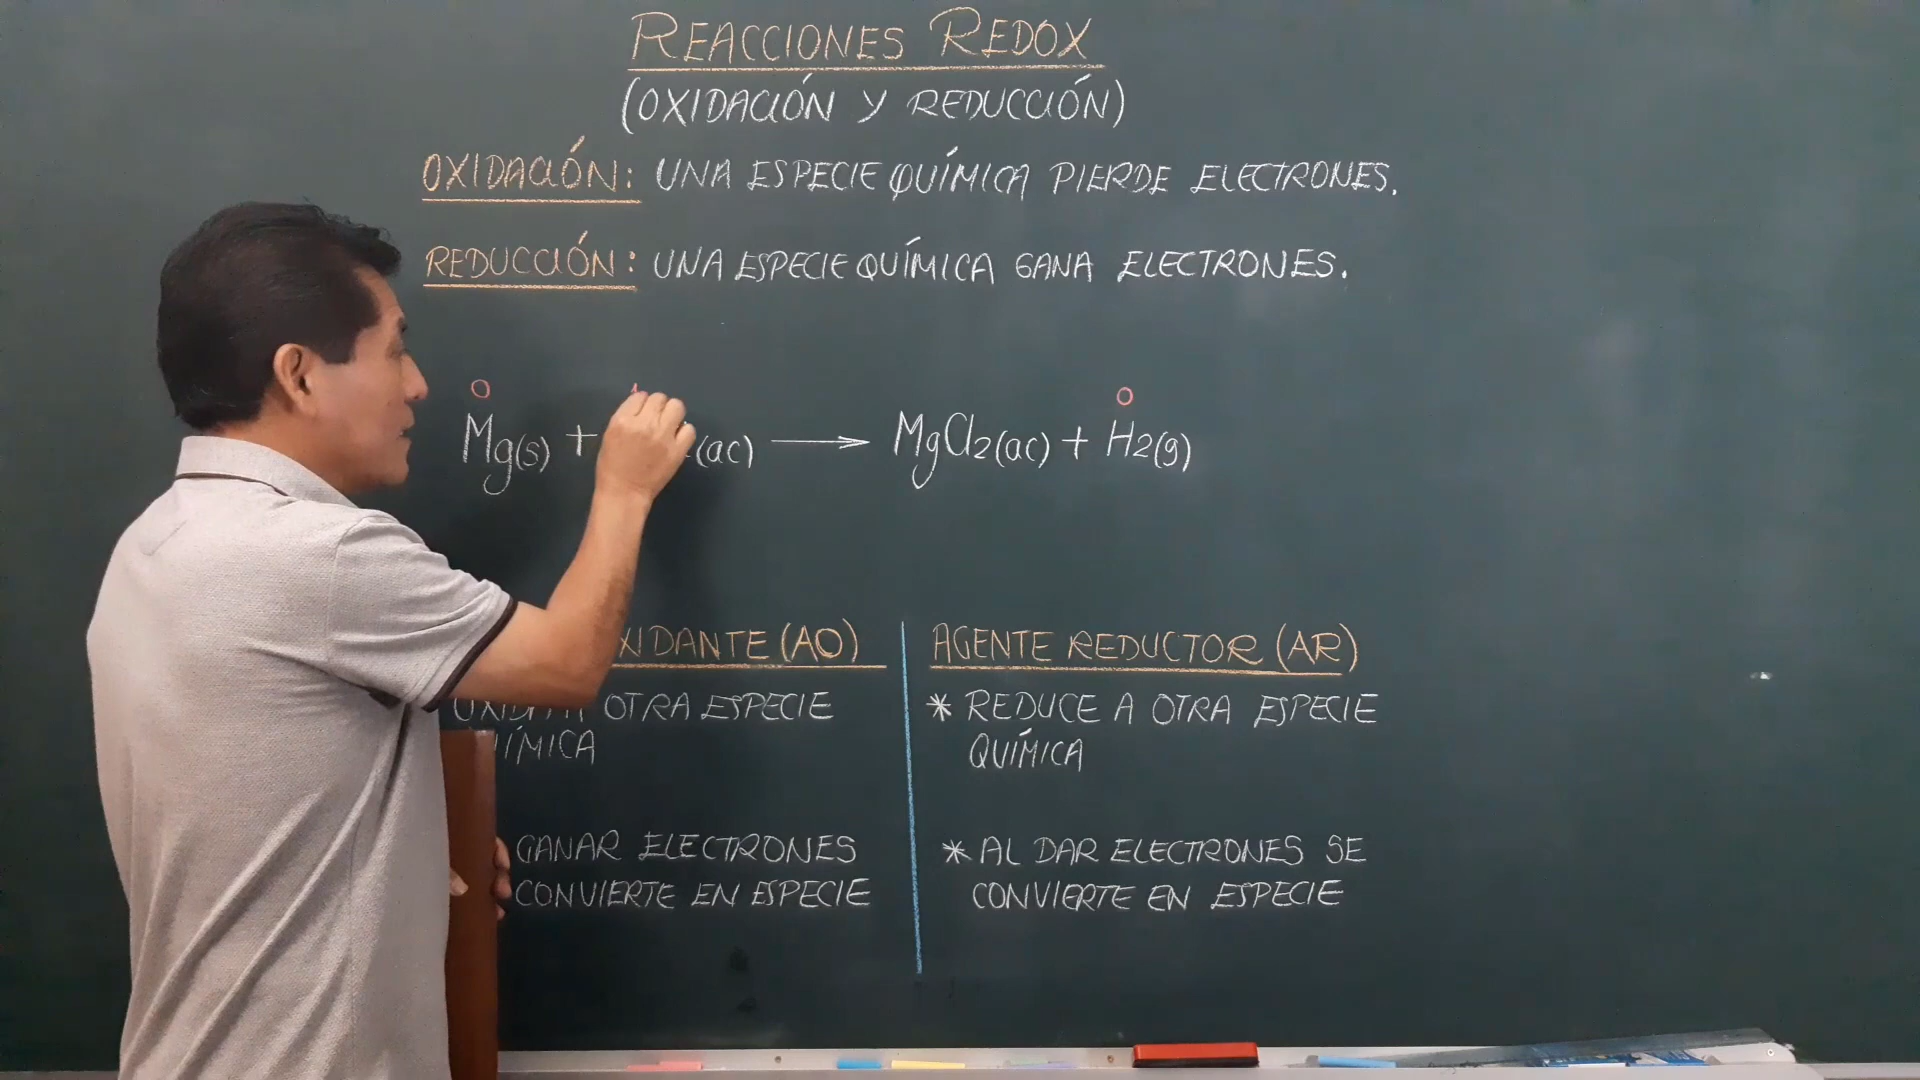 REACCIONES REDOX
(OXIDACIÓN Y REDUCCIÓN)
OXIDACIÓN: UNA ESPECIE QUÍMICA PIERDE ELECTRONES.
REDUCCIÓN: UNA ESPECIE QUÍMICA GANA ELECTRONES.
0 0
Mg(s) + (ac) → MgCl2(ac) + H2(g)
XIDANTE (AO)
OTRA ESPECIE
ÍMICA
GANAR ELECTRONES
CONVIERTE EN ESPECIE
AGENTE REDUCTOR (AR)
* REDUCE A OTRA ESPECIE
QUÍMICA
* AL DAR ELECTRONES SE
CONVIERTE EN ESPECIE